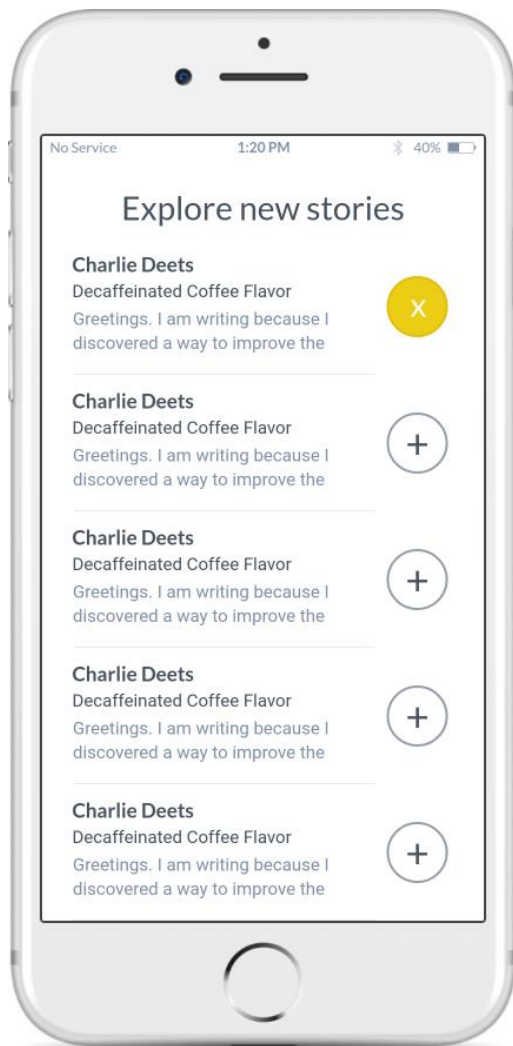 No Service 1:20 PM 40%
Explore new stories
Charlie Deets
Decaffeinated Coffee Flavor
Greetings. I am writing because I
discovered a way to improve the
x
Charlie Deets
Decaffeinated Coffee Flavor
Greetings. I am writing because I
discovered a way to improve the
+
Charlie Deets
Decaffeinated Coffee Flavor
Greetings. I am writing because I
discovered a way to improve the
+
Charlie Deets
Decaffeinated Coffee Flavor
Greetings. I am writing because I
discovered a way to improve the
+
Charlie Deets
Decaffeinated Coffee Flavor
Greetings. I am writing because I
discovered a way to improve the
+